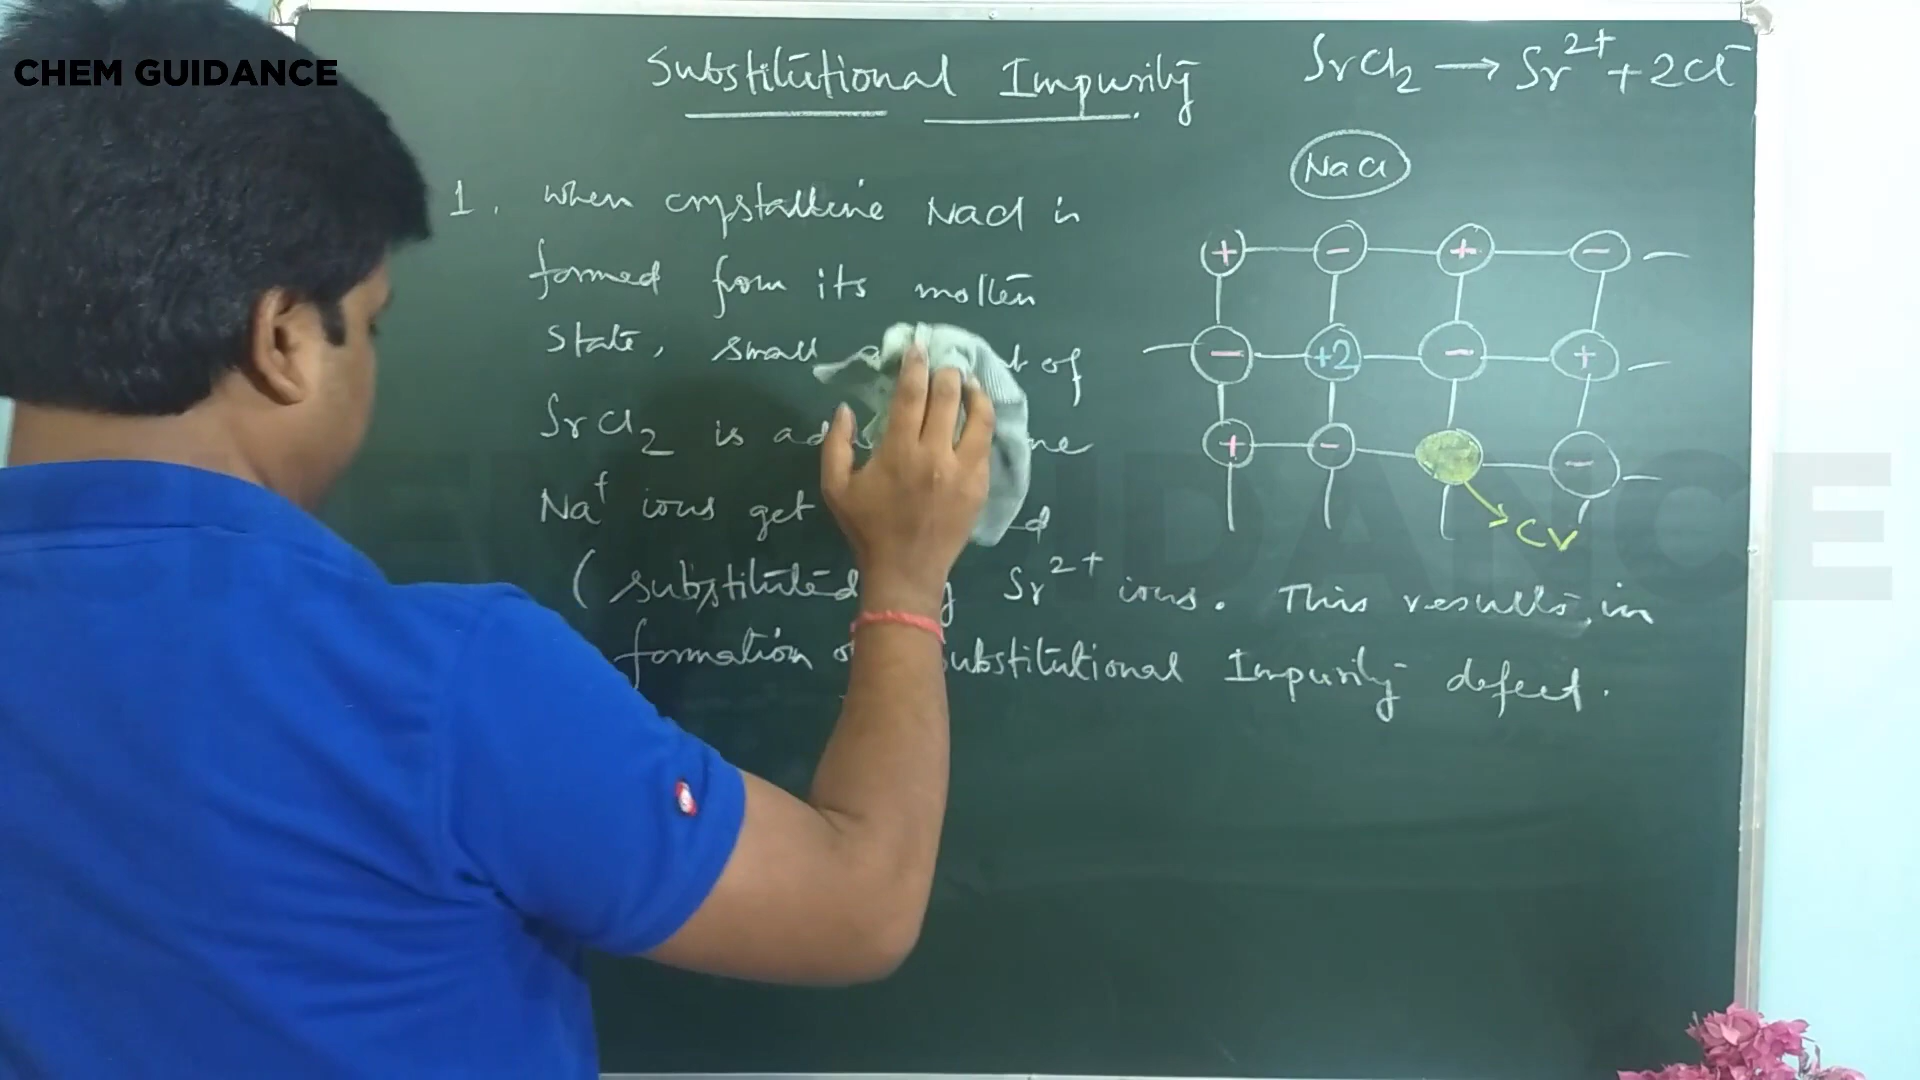 CHEM GUIDANCE
Substitutional Impurity
SrCl2 → Sr2+ + 2Cl-
NaCl
1. when crystalline Nacl is
formed from its molten
state, small of
SrCl2 is
Na+ ions get
(substituted Sr2+ ions. This results in
formation substitutional Impurity defect.
+ - + -
- +2 - +
+ - -
CV